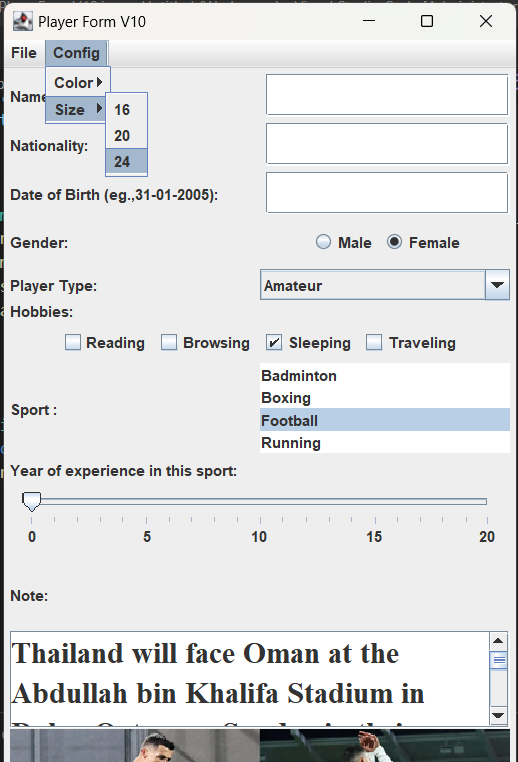 Player Form V10
File Config
Color
Name
Size 16
20
Nationality:
24
Date of Birth (eg.,31-01-2005):
Gender: Male Female
Player Type: Amateur
Hobbies:
Reading Browsing Sleeping Traveling
Badminton
Boxing
Sport :
Football
Running
Year of experience in this sport:
0 5 10 15 20
Note:
Thailand will face Oman at the
Abdullah bin Khalifa Stadium in